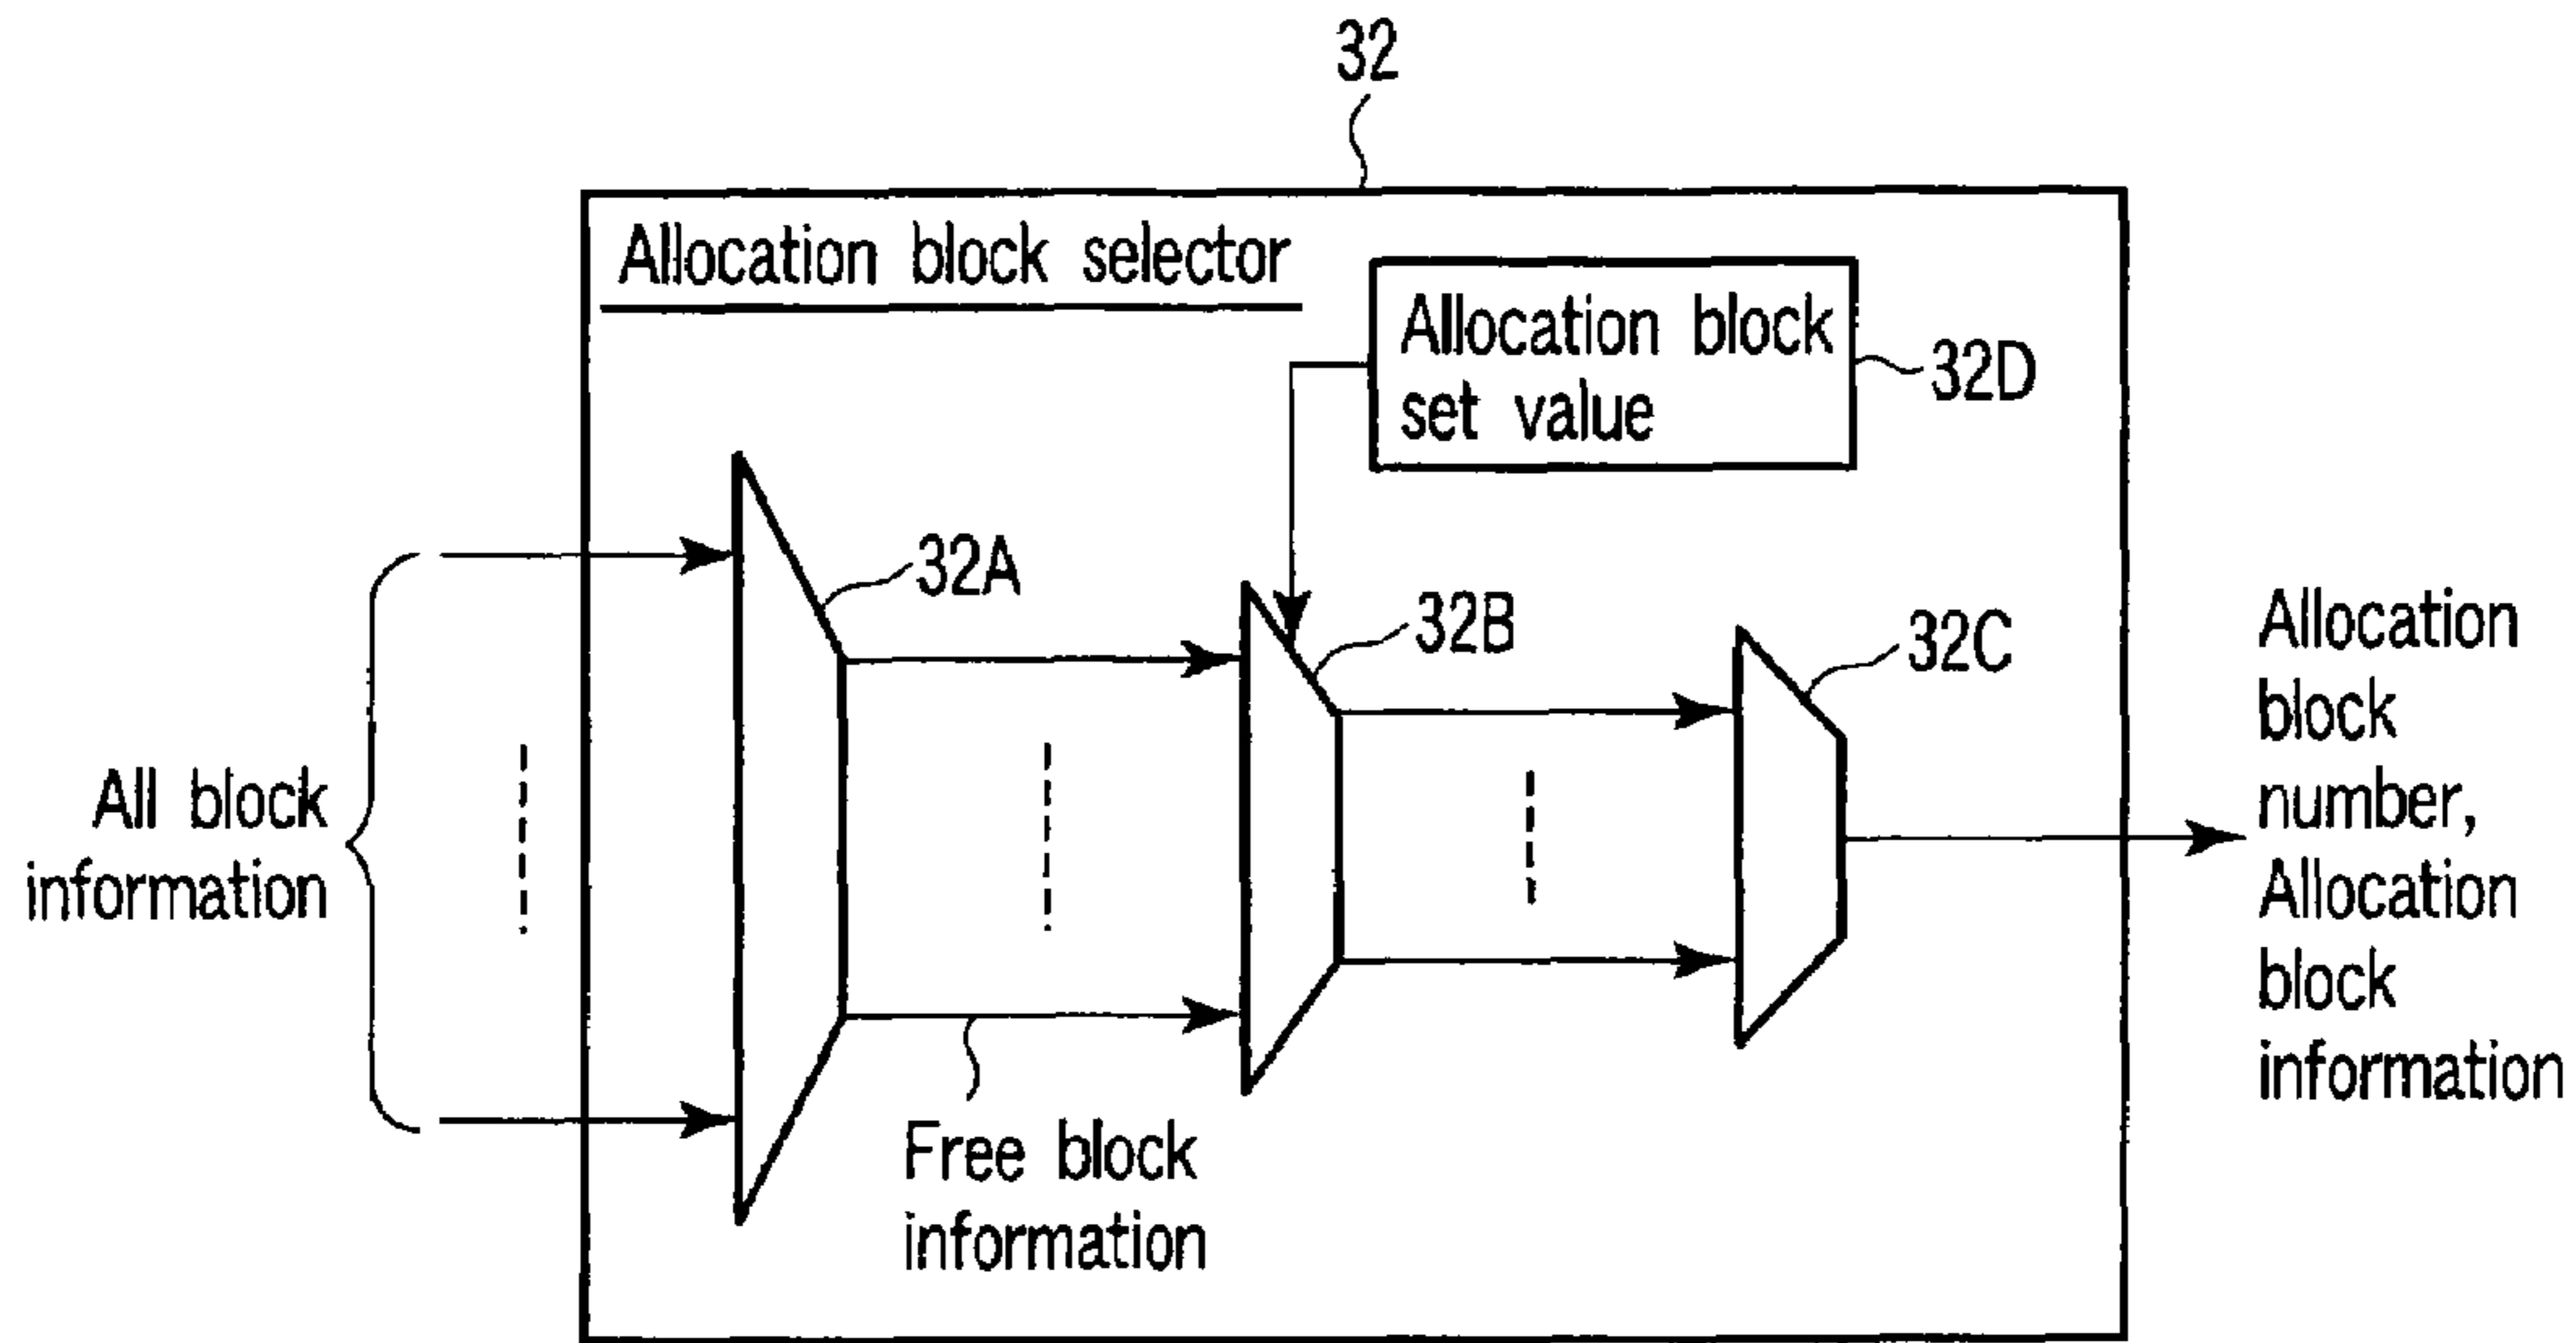 32
Allocation block selector
Allocation block
set value
32D
32A
32B
32C
All block
information
Free block
information
Allocation
block
number,
Allocation
block
information